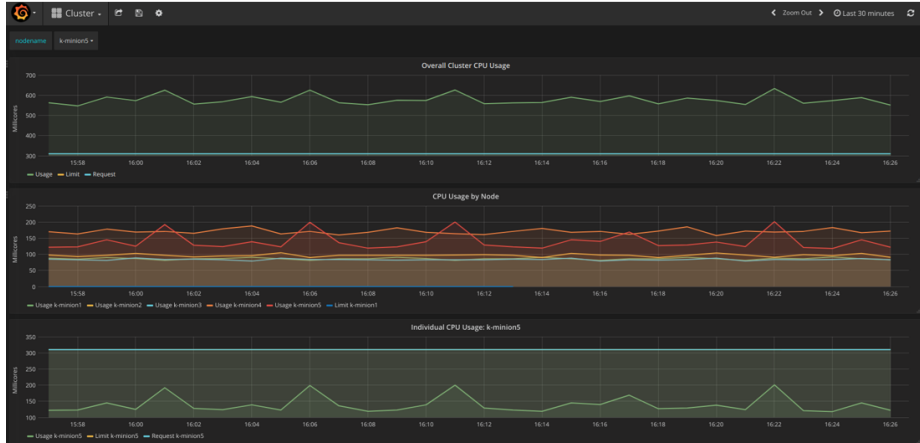 Cluster
Zoom Out
Last 30 minutes
nodename
k-minion5
Overall Cluster CPU Usage
700
600
500
400
300
Millicores
15:58 16:00 16:02 16:04 16:06 16:08 16:10 16:12 16:14 16:16 16:18 16:20 16:22 16:24 16:26
Usage Limit Request
CPU Usage by Node
250
200
150
100
50
0
Millicores
15:58 16:00 16:02 16:04 16:06 16:08 16:10 16:12 16:14 16:16 16:18 16:20 16:22 16:24 16:26
Usage k-minion1 Usage k-minion2 Usage k-minion3 Usage k-minion4 Usage k-minion5 Limit k-minion1
Individual CPU Usage: k-minion5
350
300
250
200
150
100
Millicores
15:58 16:00 16:02 16:04 16:06 16:08 16:10 16:12 16:14 16:16 16:18 16:20 16:22 16:24 16:26
Usage k-minion5 Limit k-minion5 Request k-minion5